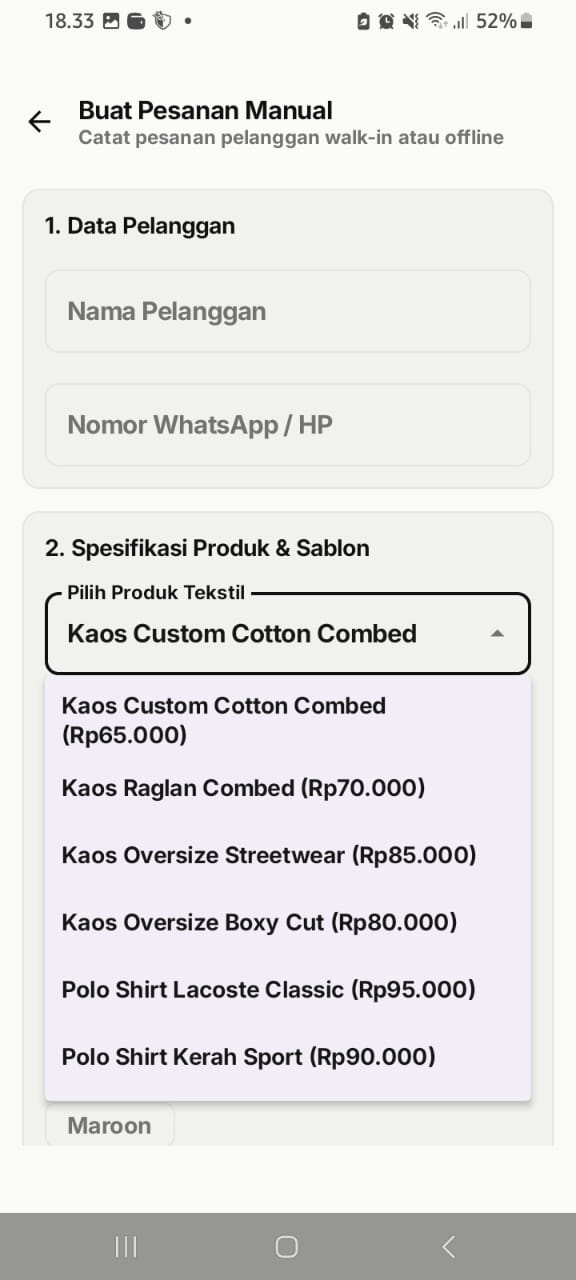 18.33
52%
Buat Pesanan Manual
Catat pesanan pelanggan walk-in atau offline
1. Data Pelanggan
Nama Pelanggan
Nomor WhatsApp / HP
2. Spesifikasi Produk & Sablon
Pilih Produk Tekstil
Kaos Custom Cotton Combed
Kaos Custom Cotton Combed
(Rp65.000)
Kaos Raglan Combed (Rp70.000)
Kaos Oversize Streetwear (Rp85.000)
Kaos Oversize Boxy Cut (Rp80.000)
Polo Shirt Lacoste Classic (Rp95.000)
Polo Shirt Kerah Sport (Rp90.000)
Maroon